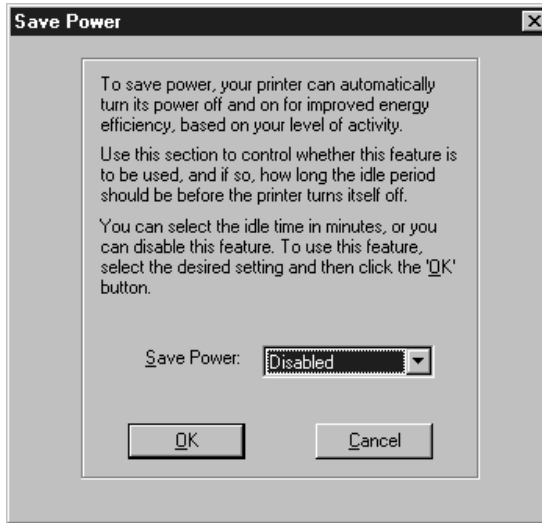 Save Power
To save power, your printer can automatically
turn its power off and on for improved energy
efficiency, based on your level of activity.
Use this section to control whether this feature is
to be used, and if so, how long the idle period
should be before the printer turns itself off.
You can select the idle time in minutes, or you
can disable this feature. To use this feature,
select the desired setting and then click the 'OK'
button.
Save Power: Disabled
OK Cancel